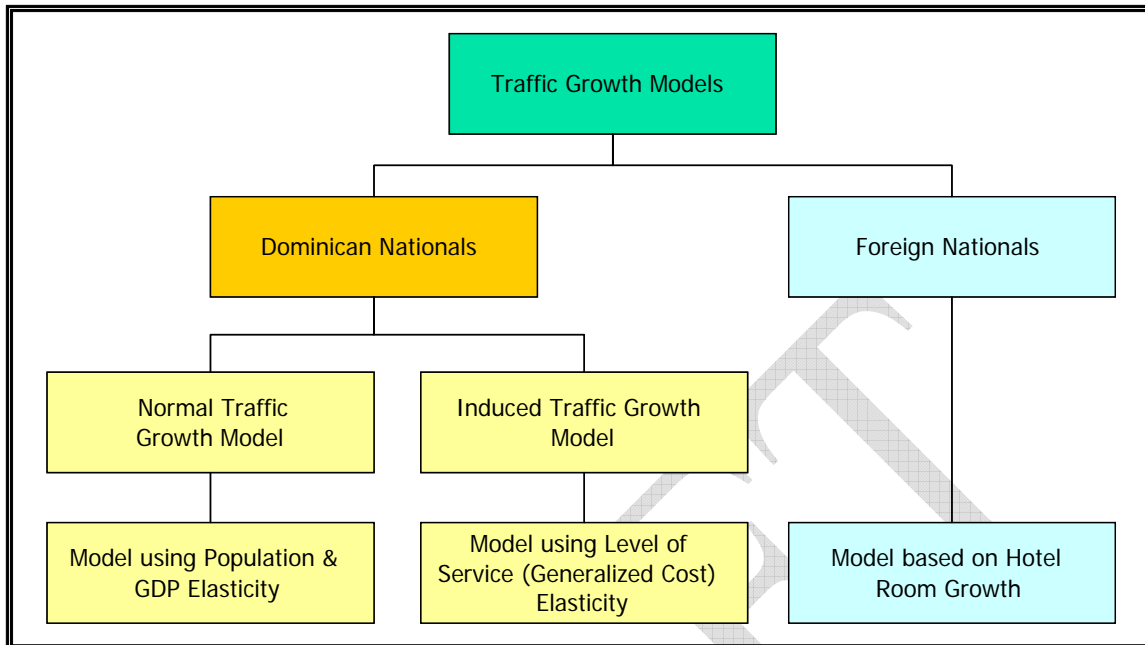 Traffic Growth Models
Dominican Nationals
Foreign Nationals
Normal Traffic
Growth Model
Induced Traffic Growth
Model
Model using Population &
GDP Elasticity
Model using Level of
Service (Generalized Cost)
Elasticity
Model based on Hotel
Room Growth